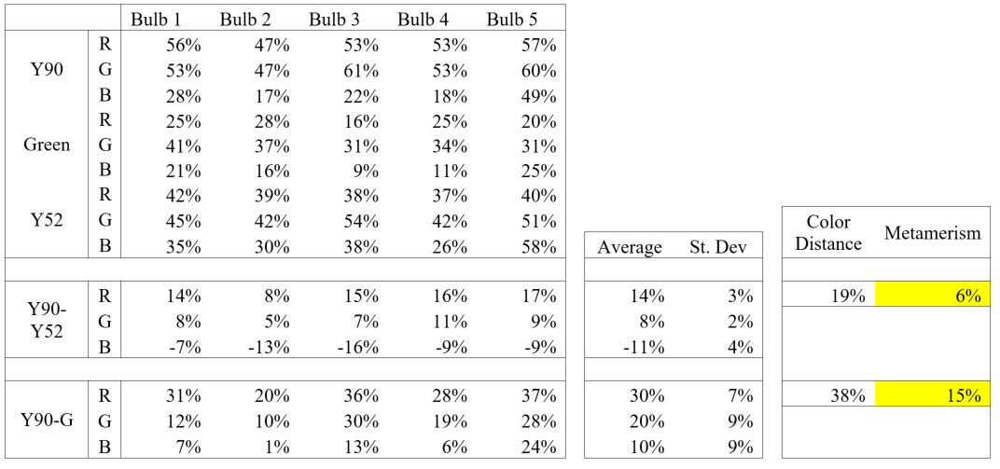 Bulb 1 Bulb 2 Bulb 3 Bulb 4 Bulb 5
R 56% 47% 53% 53% 57%
Y90 G 53% 47% 61% 53% 60%
B 28% 17% 22% 18% 49%
R 25% 28% 16% 25% 20%
Green G 41% 37% 31% 34% 31%
B 21% 16% 9% 11% 25%
R 42% 39% 38% 37% 40%
Y52 G 45% 42% 54% 42% 51%
B 35% 30% 38% 26% 58%
Average St. Dev
Color
Distance
Metamerism
Y90-
Y52
R 14% 8% 15% 16% 17% 14% 3% 19% 6%
G 8% 5% 7% 11% 9% 8% 2%
B -7% -13% -16% -9% -9% -11% 4%
R 31% 20% 36% 28% 37% 30% 7% 38% 15%
Y90-G G 12% 10% 30% 19% 28% 20% 9%
B 7% 1% 13% 6% 24% 10% 9%